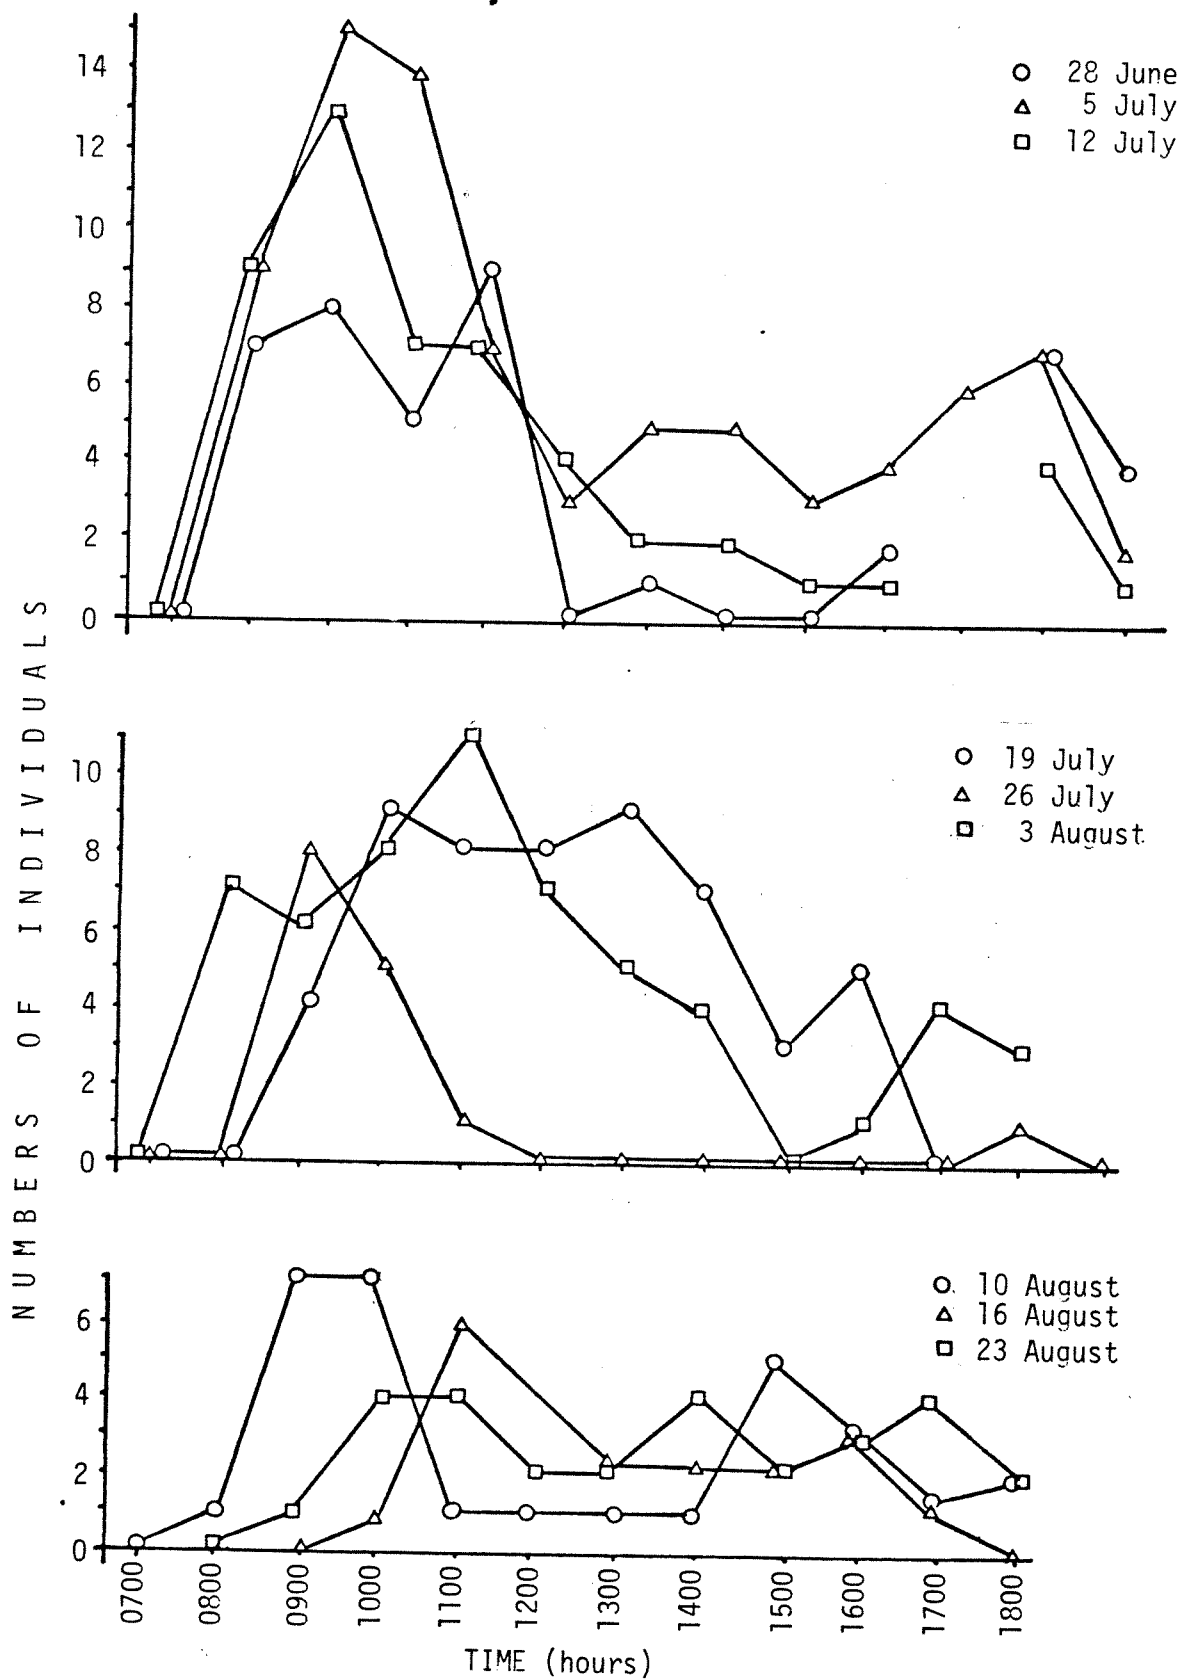 14
12
10
8
6
4
2
0
28 June
5 July
12 July
NUMBERS OF INDIVIDUALS
10
8
6
4
2
0
19 July
26 July
3 August
6
4
2
0
10 August
16 August
23 August
0700
0800
0900
1000
1100
1200
1300
1400
1500
1600
1700
1800
TIME (hours)